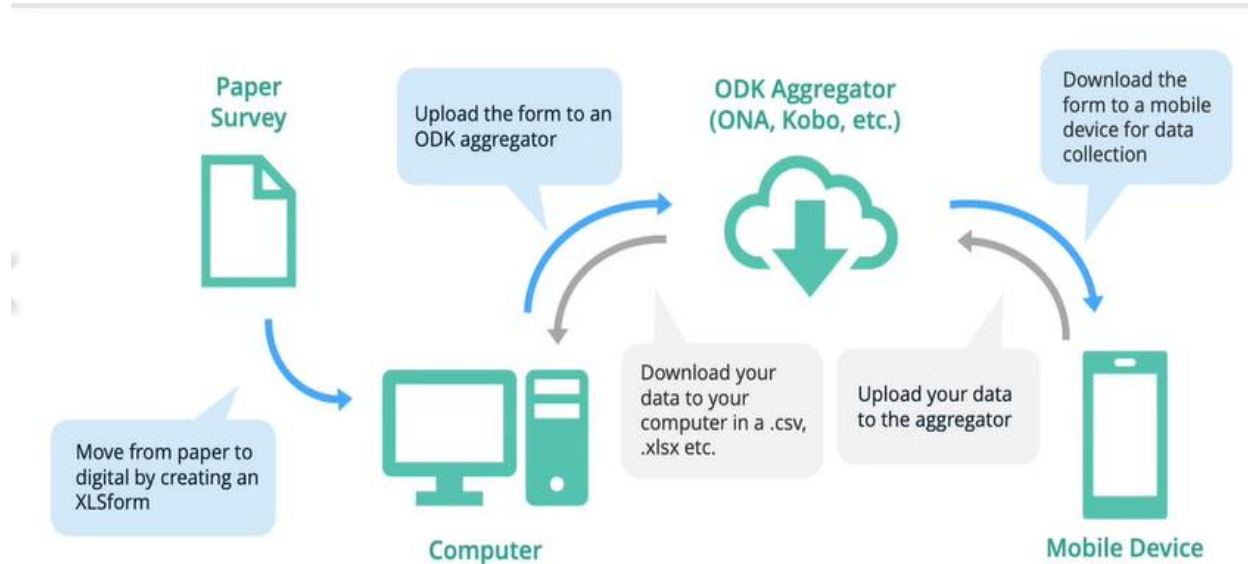 Paper
Survey
Upload the form to an
ODK aggregator
ODK Aggregator
(ONA, Kobo, etc.)
Download the
form to a mobile
device for data
collection
Move from paper to
digital by creating an
XLSform
Download your
data to your
computer in a .csv,
.xlsx etc.
Upload your data
to the aggregator
Computer
Mobile Device